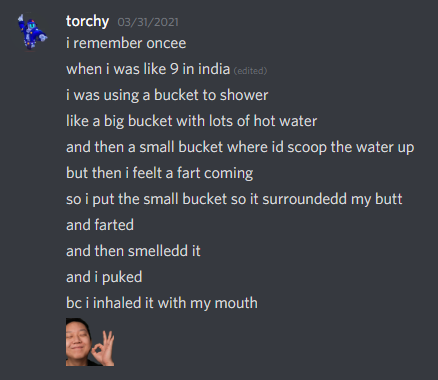 torchy 03/31/2021
i remember oncee
when i was like 9 in india (edited)
i was using a bucket to shower
like a big bucket with lots of hot water
and then a small bucket where id scoop the water up
but then i feelt a fart coming
so i put the small bucket so it surroundedd my butt
and farted
and then smelledd it
and i puked
bc i inhaled it with my mouth